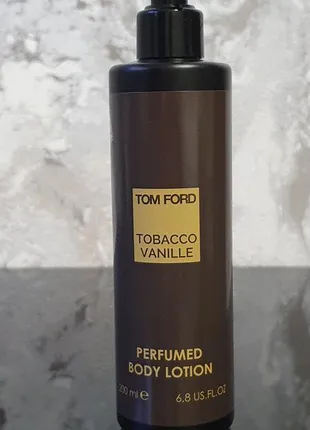 TOM FORD
TOBACCO
VANILLE
PERFUMED
BODY LOTION
200 ml e 6,8 US.FL.OZ